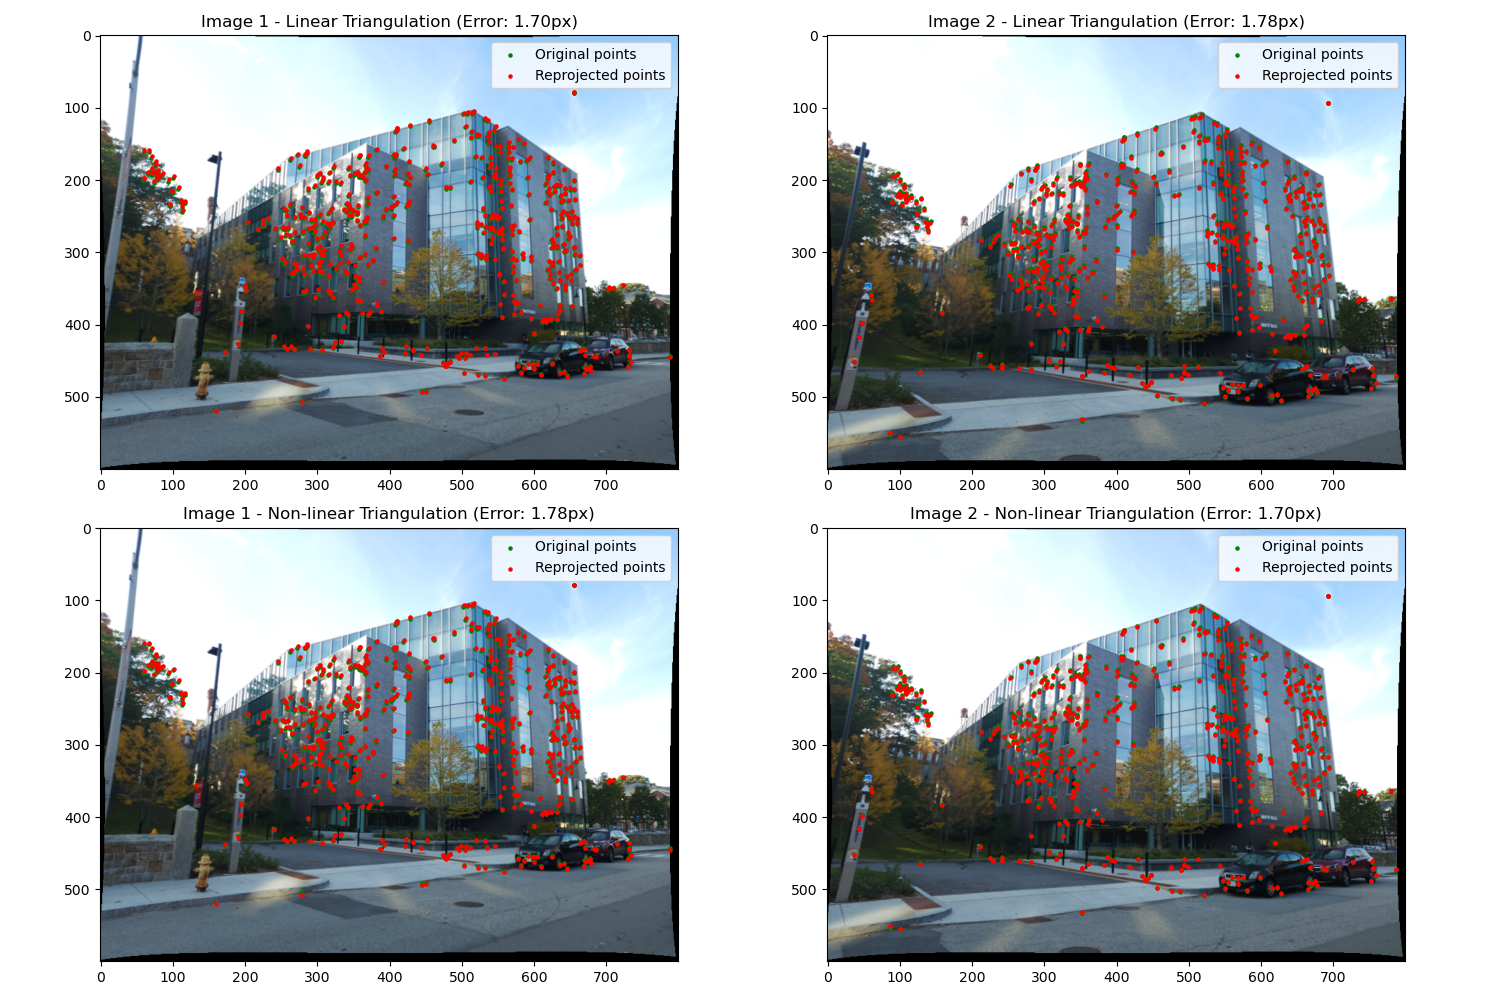 Image 1 - Linear Triangulation (Error: 1.70px)
Original points
Reprojected points
0
100
200
300
400
500
0 100 200 300 400 500 600 700
Image 2 - Linear Triangulation (Error: 1.78px)
Original points
Reprojected points
0
100
200
300
400
500
0 100 200 300 400 500 600 700
Image 1 - Non-linear Triangulation (Error: 1.78px)
Original points
Reprojected points
0
100
200
300
400
500
0 100 200 300 400 500 600 700
Image 2 - Non-linear Triangulation (Error: 1.70px)
Original points
Reprojected points
0
100
200
300
400
500
0 100 200 300 400 500 600 700